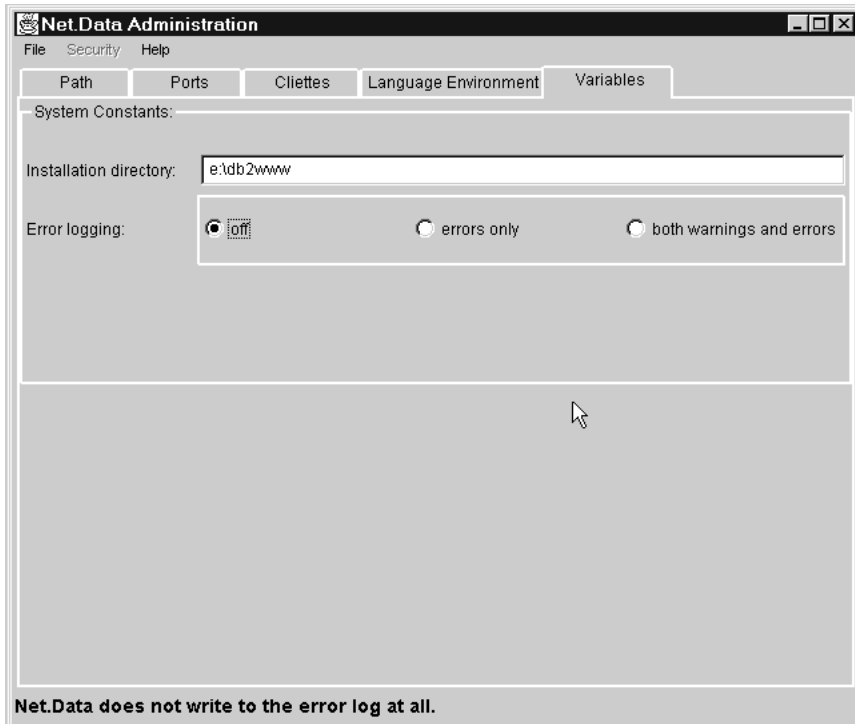 Net.Data Administration
File Security Help
Path Ports Cliettes Language Environment Variables
System Constants:
Installation directory: e:\db2www
Error logging: off errors only both warnings and errors
Net.Data does not write to the error log at all.